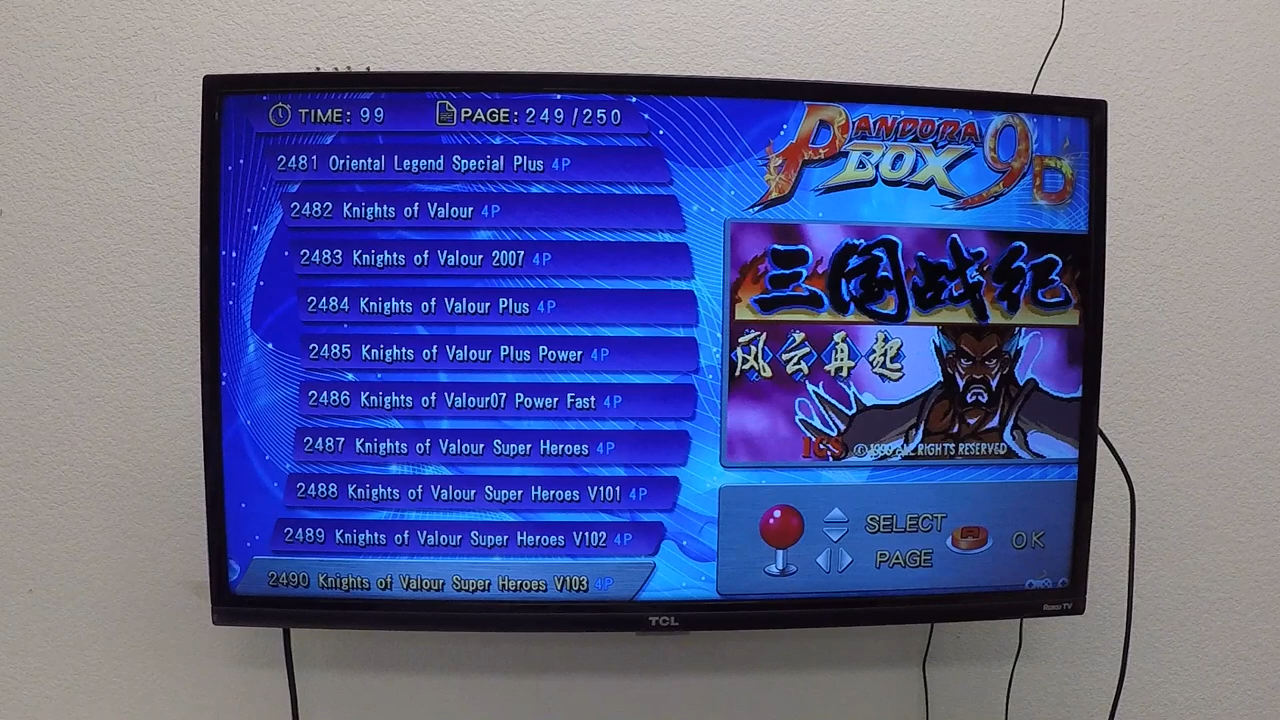 TIME: 99
PAGE: 249/250
2481 Oriental Legend Special Plus 4P
2482 Knights of Valour 4P
2483 Knights of Valour 2007 4P
2484 Knights of Valour Plus 4P
2485 Knights of Valour Plus Power 4P
2486 Knights of Valour07 Power Fast 4P
2487 Knights of Valour Super Heroes 4P
2488 Knights of Valour Super Heroes V101 4P
2489 Knights of Valour Super Heroes V102 4P
2490 Knights of Valour Super Heroes V103 4P
PANDORA
BOX 9D
三国战纪
风云再起
IGS ©1999 ALL RIGHTS RESERVED
SELECT
PAGE
A
OK
TCL
Roku TV